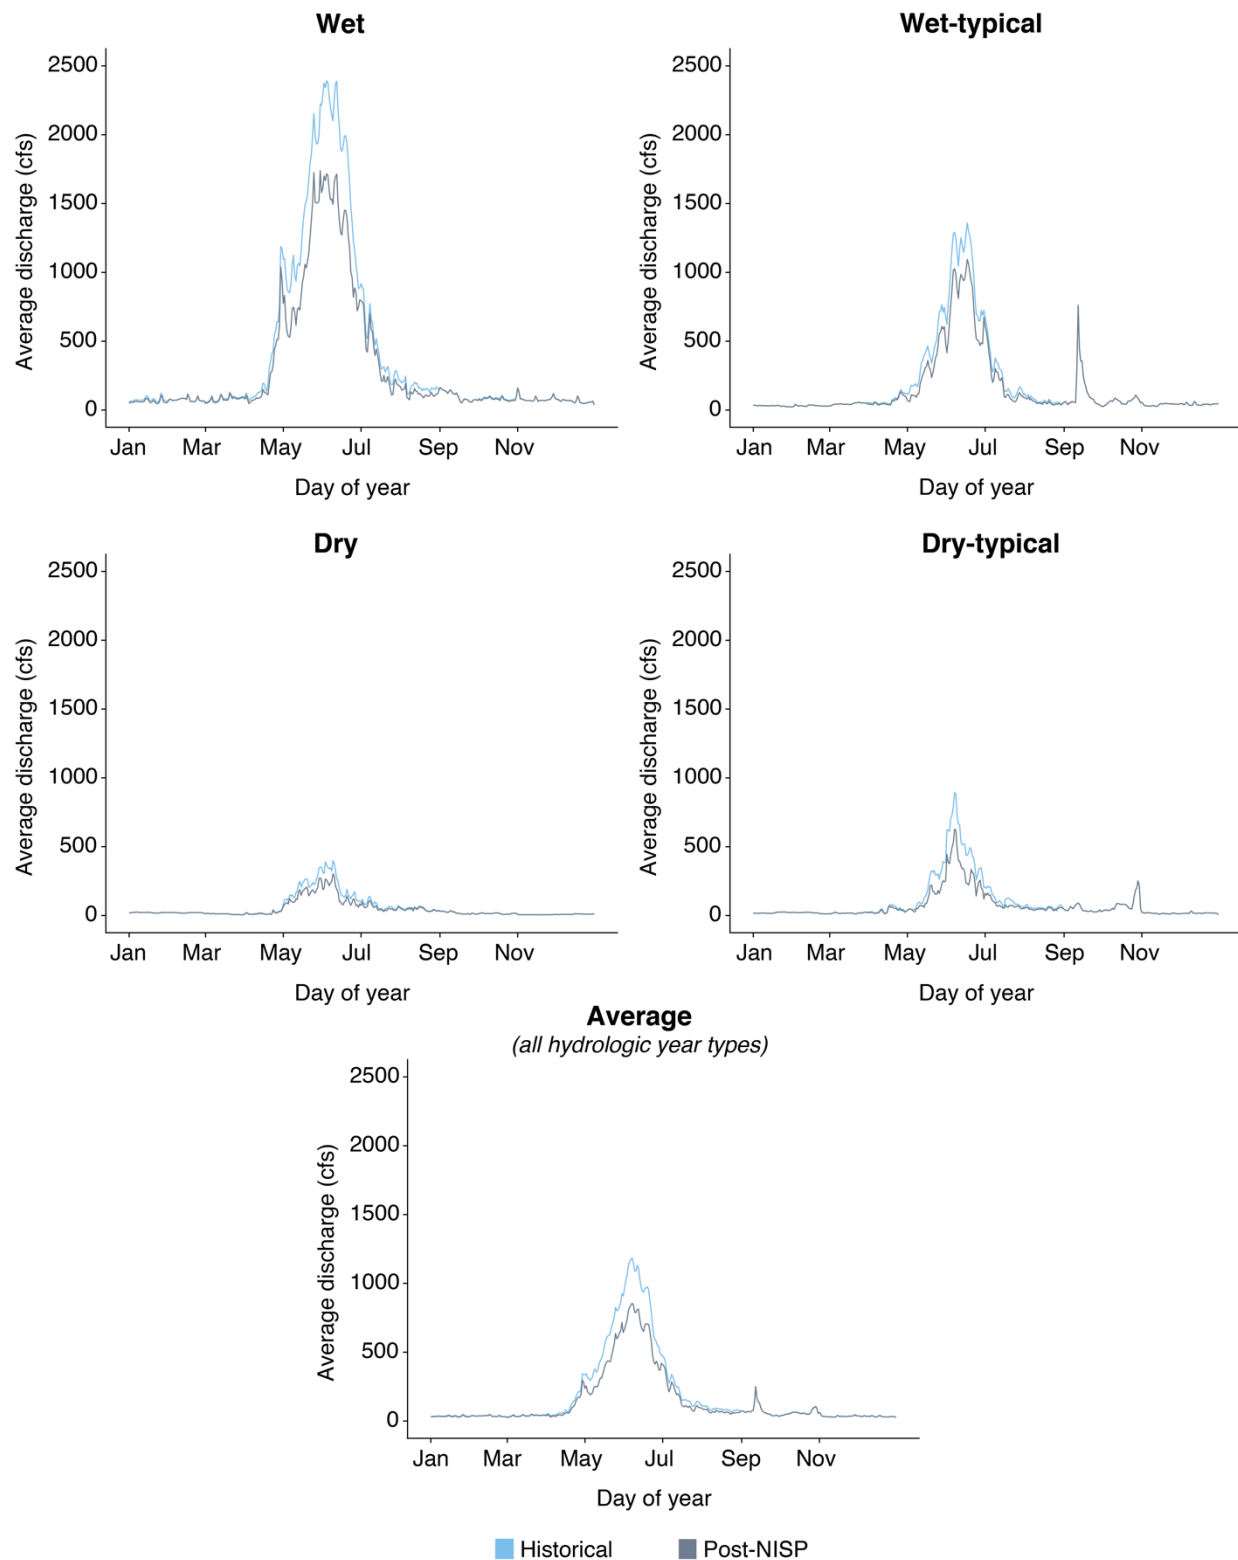 Wet
Average discharge (cfs)
2500
2000
1500
1000
500
0
Jan Mar May Jul Sep Nov
Day of year
Wet-typical
Average discharge (cfs)
2500
2000
1500
1000
500
0
Jan Mar May Jul Sep Nov
Day of year
Dry
Average discharge (cfs)
2500
2000
1500
1000
500
0
Jan Mar May Jul Sep Nov
Day of year
Dry-typical
Average discharge (cfs)
2500
2000
1500
1000
500
0
Jan Mar May Jul Sep Nov
Day of year
Average
(all hydrologic year types)
Average discharge (cfs)
2500
2000
1500
1000
500
0
Jan Mar May Jul Sep Nov
Day of year
Historical Post-NISP